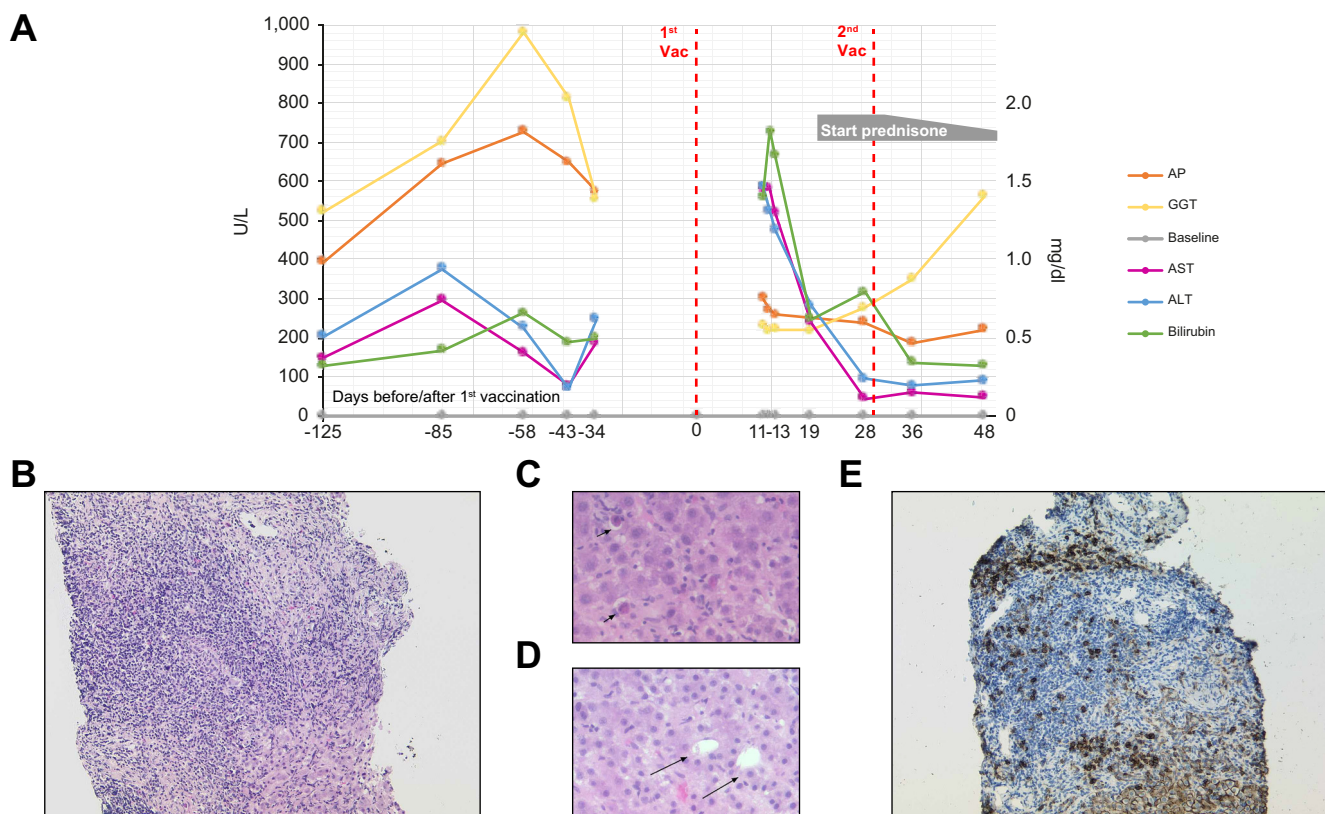 A
1,000
900
800
700
600
500
400
300
200
100
0
U/L
1st
Vac
2nd
Vac
Start prednisone
2.0
1.5
1.0
0.5
0
mg/dl
Days before/after 1st vaccination
-125 -85 -58 -43 -34 0 11-13 19 28 36 48
AP
GGT
Baseline
AST
ALT
Bilirubin
B
C
D
E